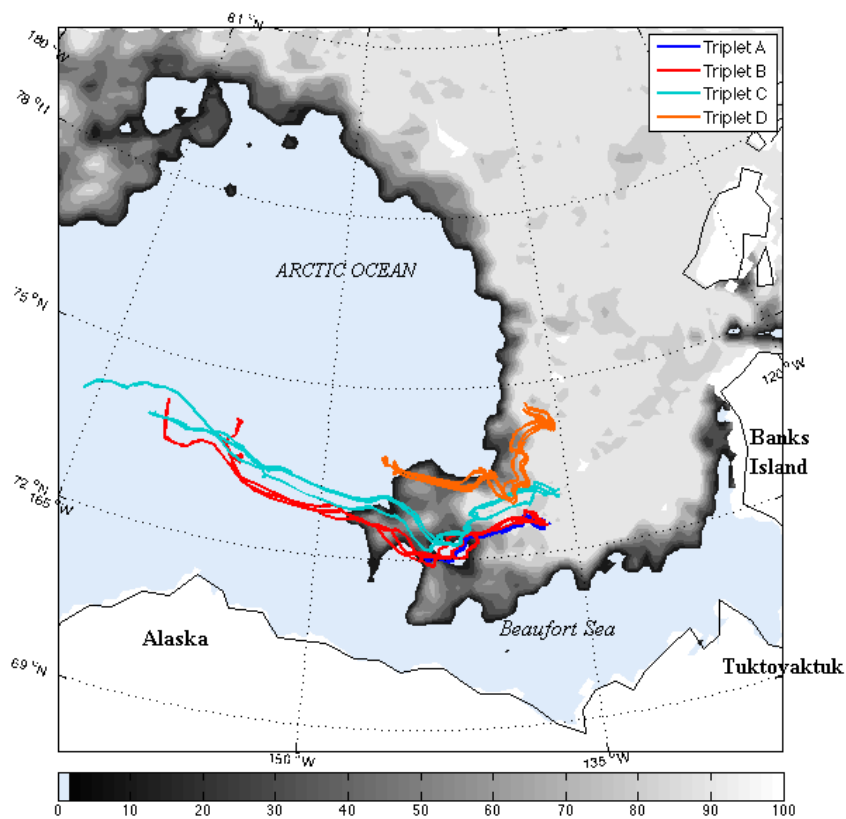 81 °N
180 °W
78 °N
Triplet A
Triplet B
Triplet C
Triplet D
ARCTIC OCEAN
75 °N
120 °W
Banks
Island
72 °N
165 °W
Beaufort Sea
Alaska
69 °N
Tuktoyaktuk
150 °W
135 °W
0 10 20 30 40 50 60 70 80 90 100